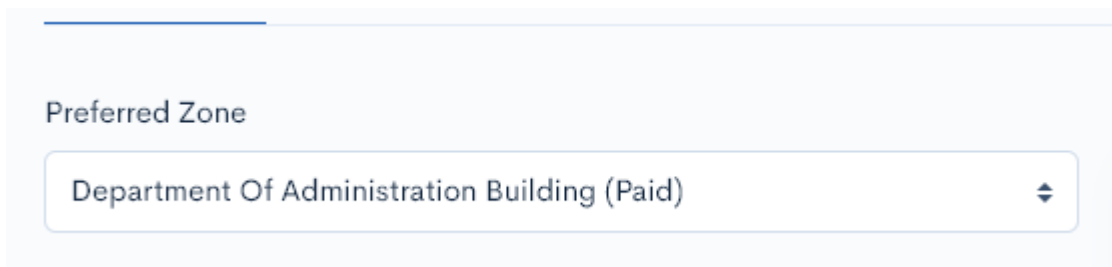 Preferred Zone
Department Of Administration Building (Paid)